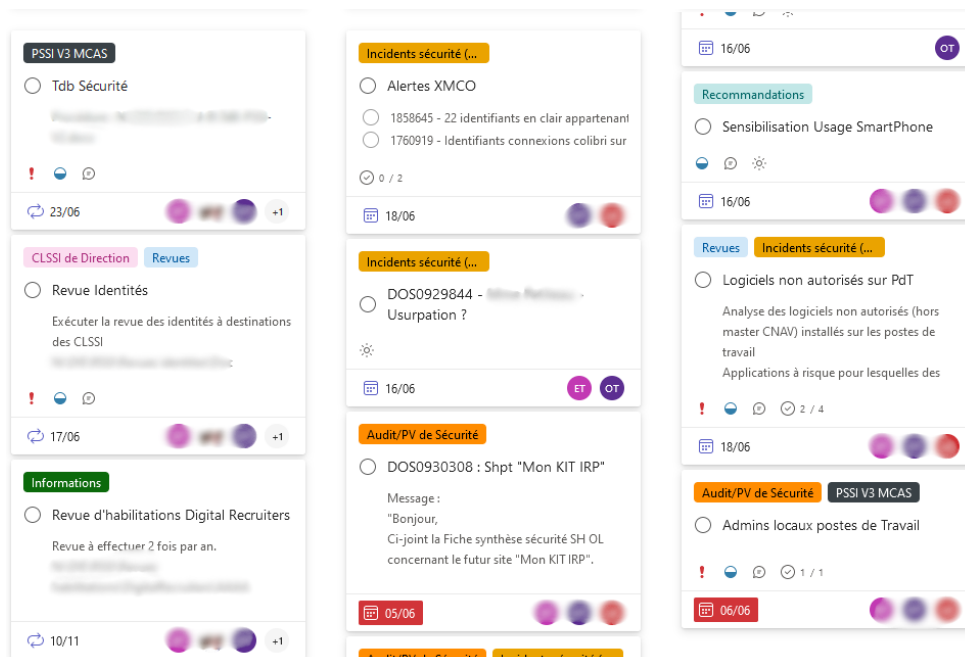 PSSI V3 MCAS
Tdb Sécurité
23/06
+1
CLSSI de Direction
Revues
Revue Identités
Exécuter la revue des identités à destinations
des CLSSI
17/06
+1
Informations
Revue d'habilitations Digital Recruiters
Revue à effectuer 2 fois par an.
10/11
+1
Incidents sécurité (...
Alertes XMCO
1858645 - 22 identifiants en clair appartenant
1760919 - Identifiants connexions colibri sur
0 / 2
18/06
Incidents sécurité (...
DOS0929844 -
Usurpation ?
16/06
ET
OT
Audit/PV de Sécurité
DOS0930308 : Shpt "Mon KIT IRP"
Message :
"Bonjour,
Ci-joint la Fiche synthèse sécurité SH OL
concernant le futur site "Mon KIT IRP".
05/06
16/06
OT
Recommandations
Sensibilisation Usage SmartPhone
16/06
Revues
Incidents sécurité (...
Logiciels non autorisés sur PdT
Analyse des logiciels non autorisés (hors
master CNAV) installés sur les postes de
travail
Applications à risque pour lesquelles des
2 / 4
18/06
Audit/PV de Sécurité
PSSI V3 MCAS
Admins locaux postes de Travail
1 / 1
06/06